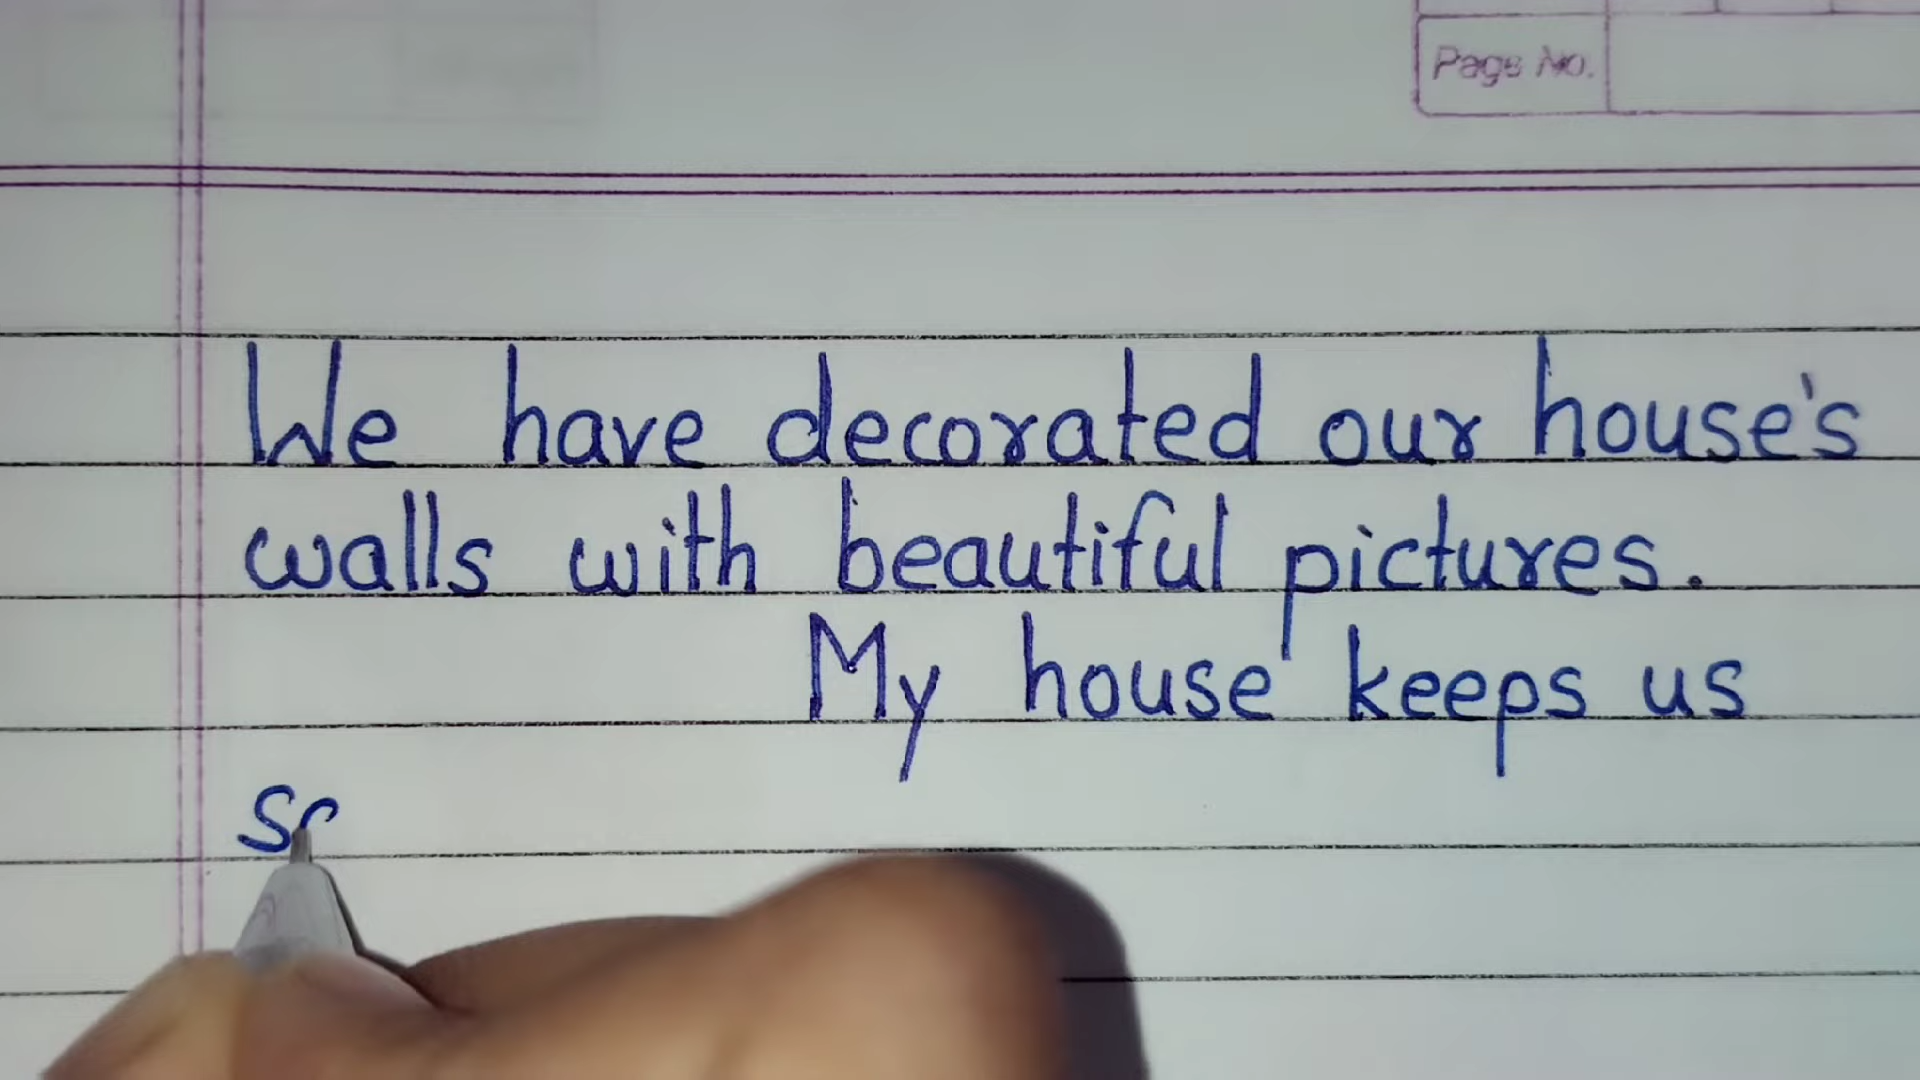 Page No.
We have decorated our house's
walls with beautiful pictures.
My house keeps us